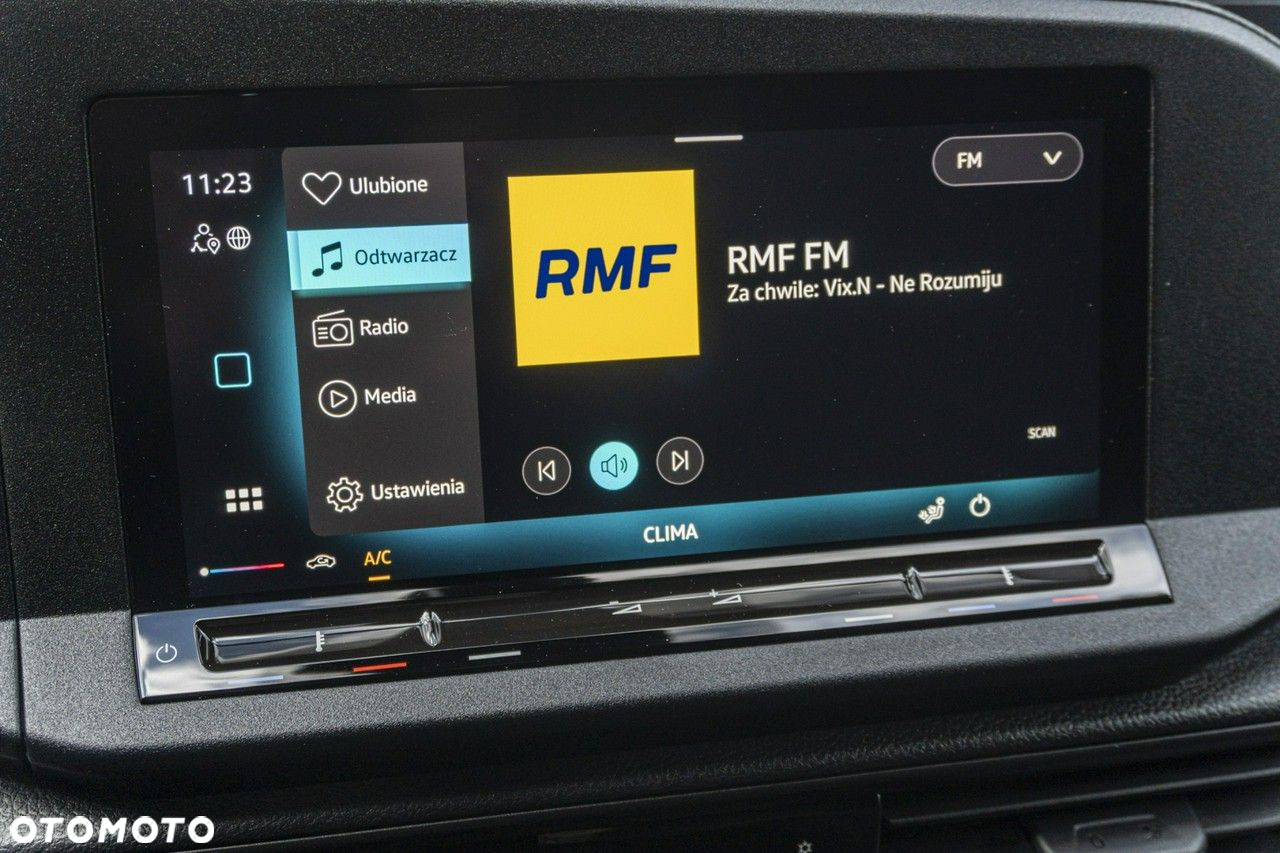 11:23
Ulubione
Odtwarzacz
Radio
Media
Ustawienia
RMF
FM
RMF FM
Za chwile: Vix.N - Ne Rozumiju
SCAN
CLIMA
A/C
OTOMOTO